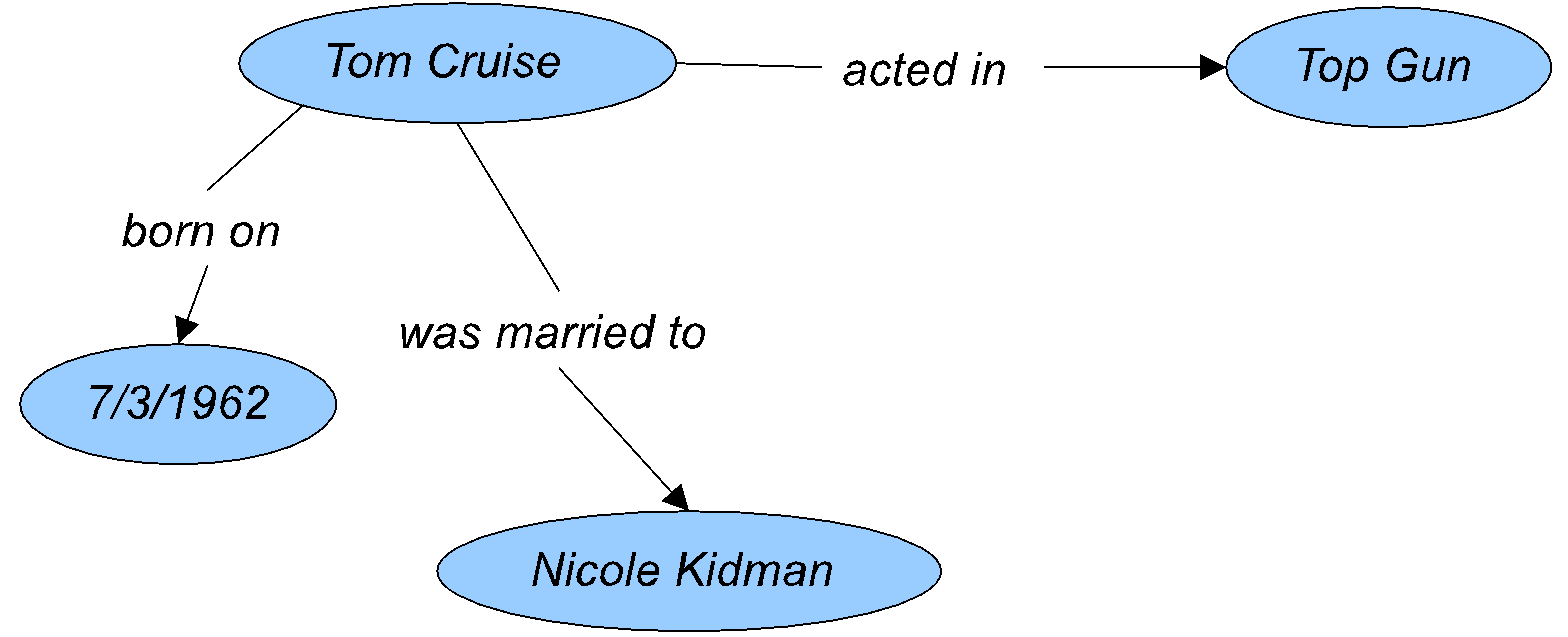 Tom Cruise
acted in
Top Gun
born on
was married to
7/3/1962
Nicole Kidman